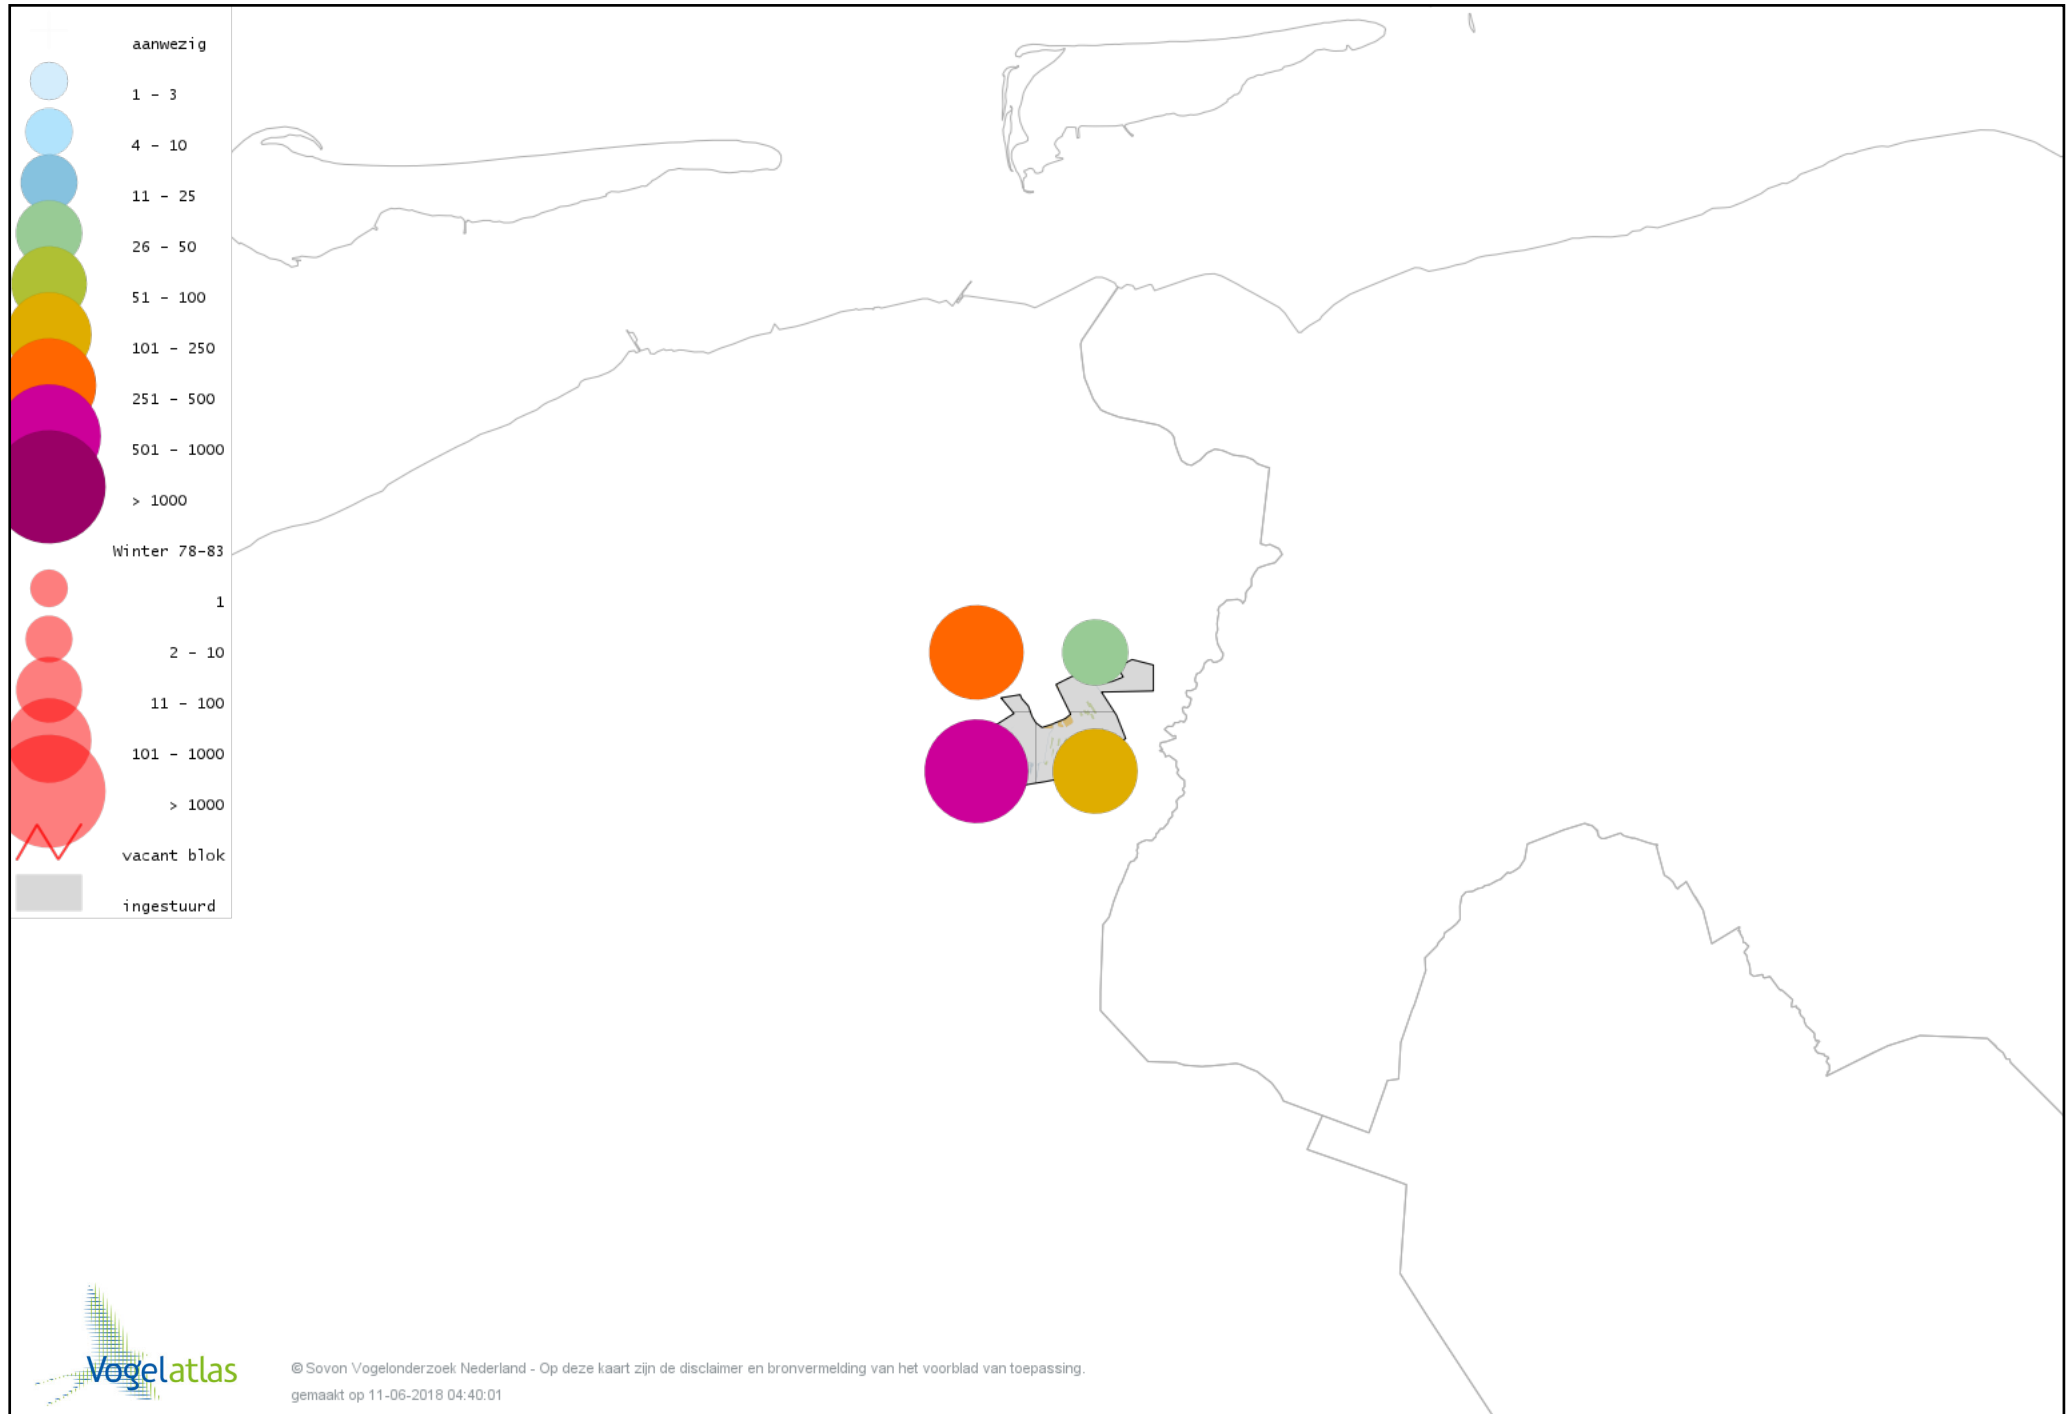 aanwezig
1 - 3
4 - 10
11 - 25
26 - 50
51 - 100
101 - 250
251 - 500
501 - 1000
> 1000
Winter 78-83
1
2 - 10
11 - 100
101 - 1000
> 1000
vacant blok
ingestuurd
Vogelatlas
© Sovon Vogelonderzoek Nederland - Op deze kaart zijn de disclaimer en bronvermelding van het voorblad van toepassing.
gemaakt op 11-06-2018 04:40:01